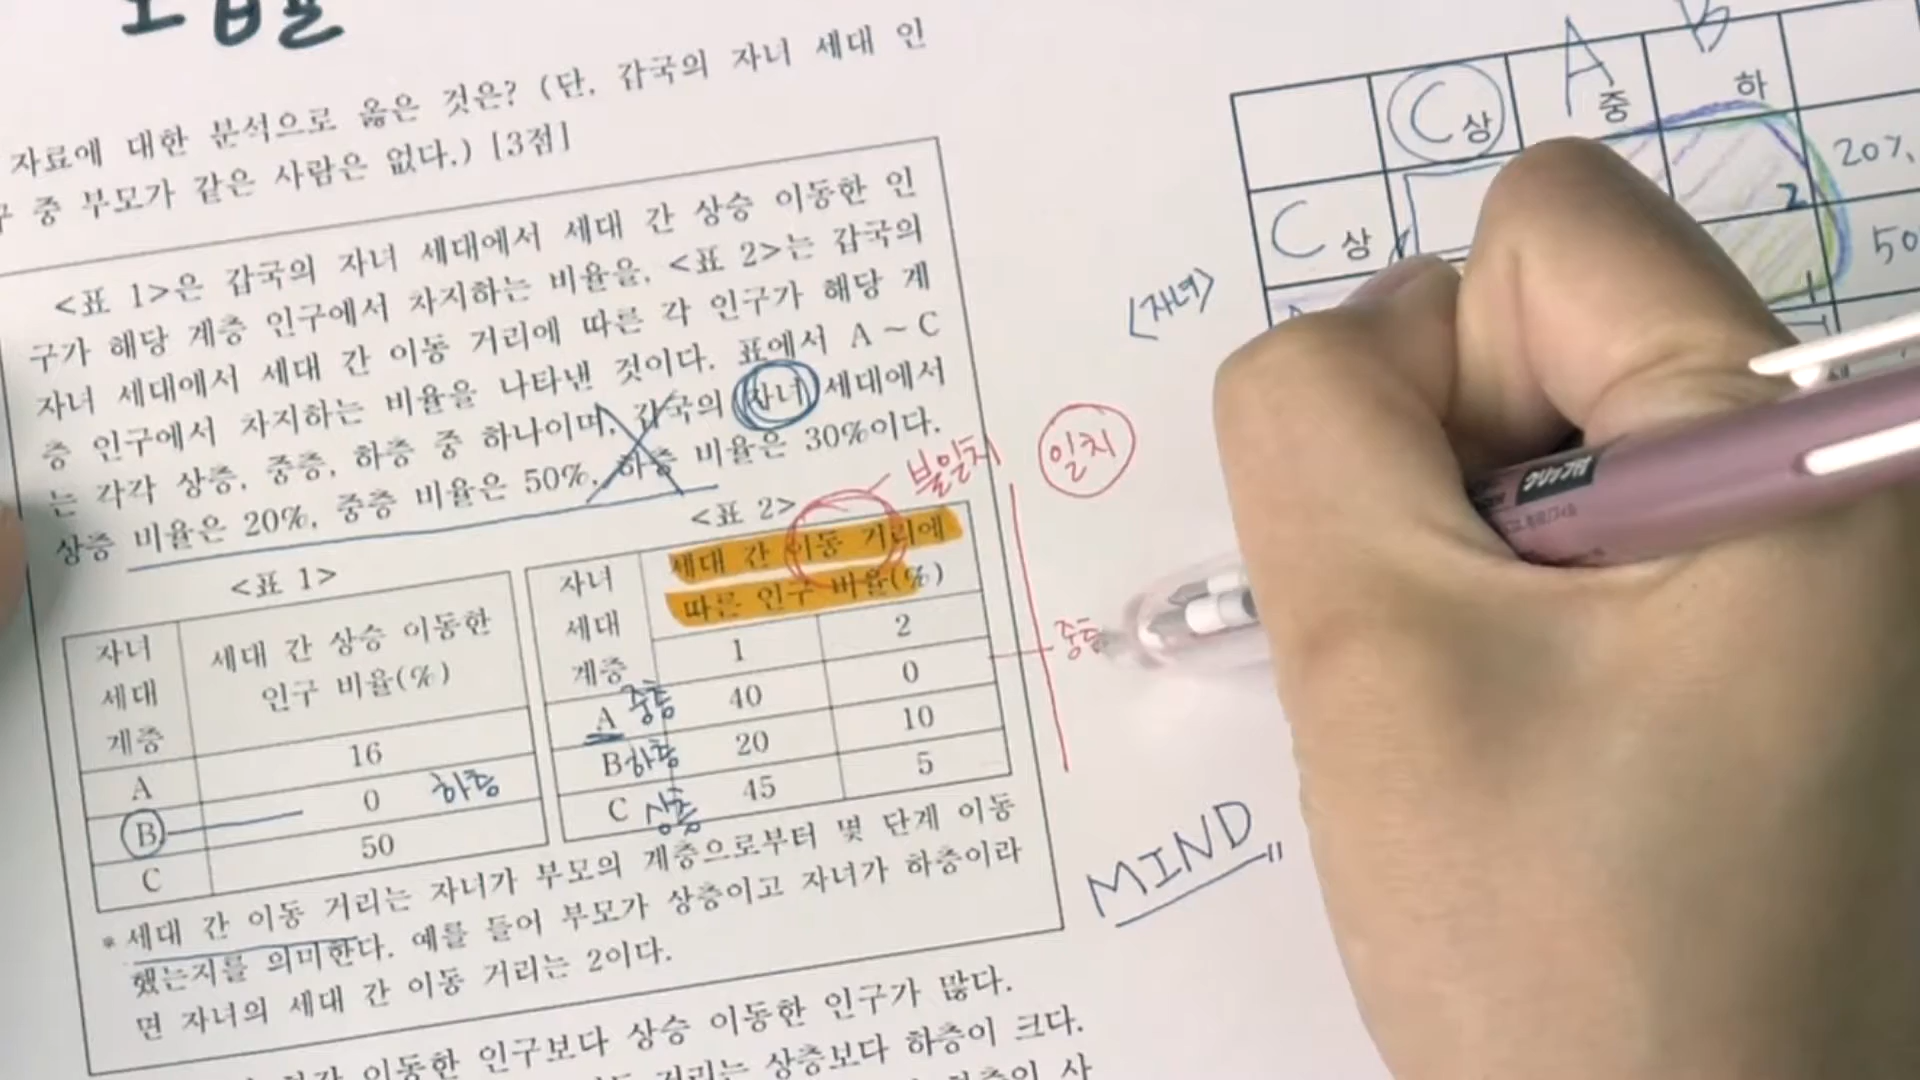 자료에 대한 분석으로 옳은 것은? (단, 갑국의 자녀 세대 인
구 중 부모가 같은 사람은 없다.) [3점]
<표 1>은 갑국의 자녀 세대에서 세대 간 상승 이동한 인
구가 해당 계층 인구에서 차지하는 비율을, <표 2>는 갑국의
자녀 세대에서 세대 간 이동 거리에 따른 각 인구가 해당 계
층 인구에서 차지하는 비율을 나타낸 것이다. 표에서 A ~ C
는 각각 상층, 중층, 하층 중 하나이며, 갑국의 자녀 세대에서
상층 비율은 20%, 중층 비율은 50%, 하층 비율은 30%이다.
불일치
일치
<표 1>
자녀 세대 계층
세대 간 상승 이동한 인구 비율(%)
A 16
B 0 하층
C 50
<표 2>
자녀 세대 계층
세대 간 이동 거리에
따른 인구 비율(%)
1 2
A 중층 40 0
B 하층 20 10
C 상층 45 5
* 세대 간 이동 거리는 자녀가 부모의 계층으로부터 몇 단계 이동
했는지를 의미한다. 예를 들어 부모가 상층이고 자녀가 하층이라
면 자녀의 세대 간 이동 거리는 2이다.
이동한 인구보다 상승 이동한 인구가 많다.
거리는 상층보다 하층이 크다.
MIND
<자녀>
C 상 A 중 B 하
C 상 2 20%
1 50